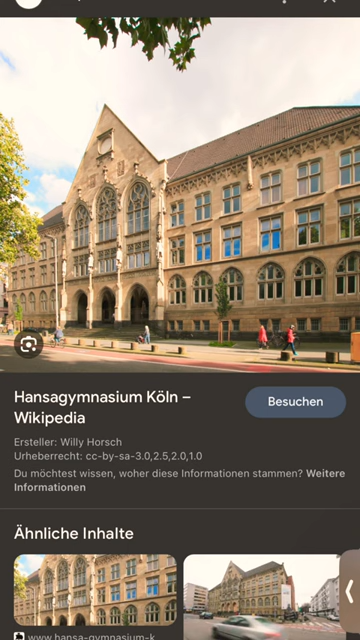 Hansagymnasium Köln –
Wikipedia
Besuchen
Ersteller: Willy Horsch
Urheberrecht: cc-by-sa-3.0,2.5,2.0,1.0
Du möchtest wissen, woher diese Informationen stammen? Weitere
Informationen
Ähnliche Inhalte
www.hansa-gymnasium-k